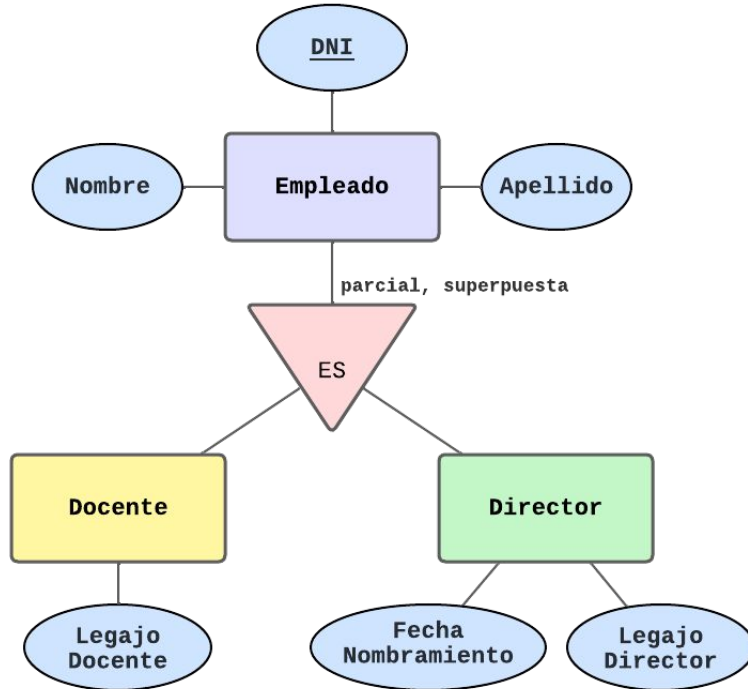 DNI
Nombre
Empleado
Apellido
parcial, superpuesta
ES
Docente
Director
Legajo
Docente
Fecha
Nombramiento
Legajo
Director